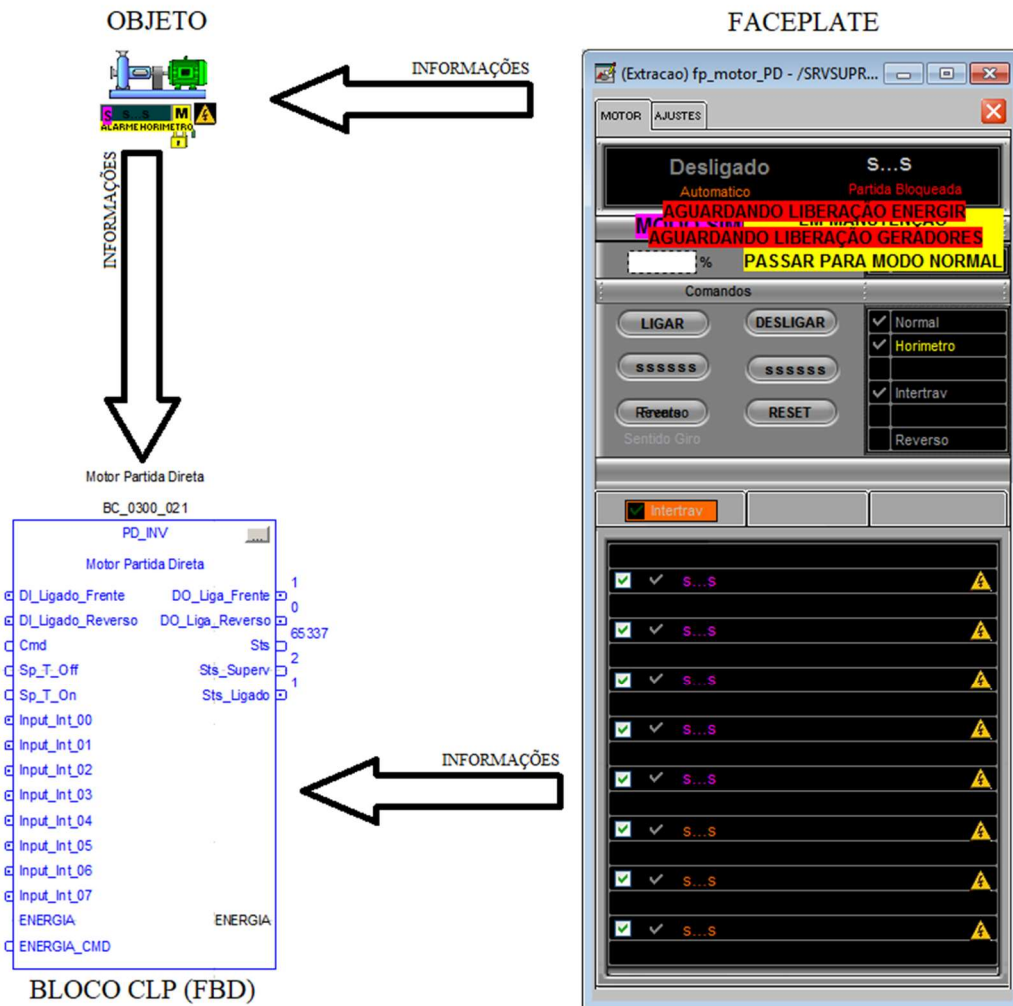 OBJETO
FACEPLATE
INFORMAÇÕES
(Extracao) fp_motor_PD - /SRVSUPR...
MOTOR AJUSTES
S S...S M
ALARME HORIMETRO
INFORMAÇÕES
Desligado S...S
Automatico Partida Bloqueada
AGUARDANDO LIBERAÇÃO ENERGIR
EM MANUTENÇÃO
AGUARDANDO LIBERAÇÃO GERADORES
% PASSAR PARA MODO NORMAL
Comandos
LIGAR DESLIGAR
Normal
Horimetro
SSSSSS SSSSSS
Intertrav
RESET
Sentido Giro
Reverso
Intertrav
S...S
S...S
S...S
S...S
S...S
S...S
S...S
S...S
Motor Partida Direta
BC_0300_021
PD_INV ...
Motor Partida Direta
DI_Ligado_Frente DO_Liga_Frente 1
DI_Ligado_Reverso DO_Liga_Reverso 0
Cmd Sts 65337
Sp_T_Off Sts_Superv 2
Sp_T_On Sts_Ligado 1
Input_Int_00
Input_Int_01
Input_Int_02
Input_Int_03
Input_Int_04
Input_Int_05
Input_Int_06
Input_Int_07
ENERGIA ENERGIA
ENERGIA_CMD
INFORMAÇÕES
BLOCO CLP (FBD)